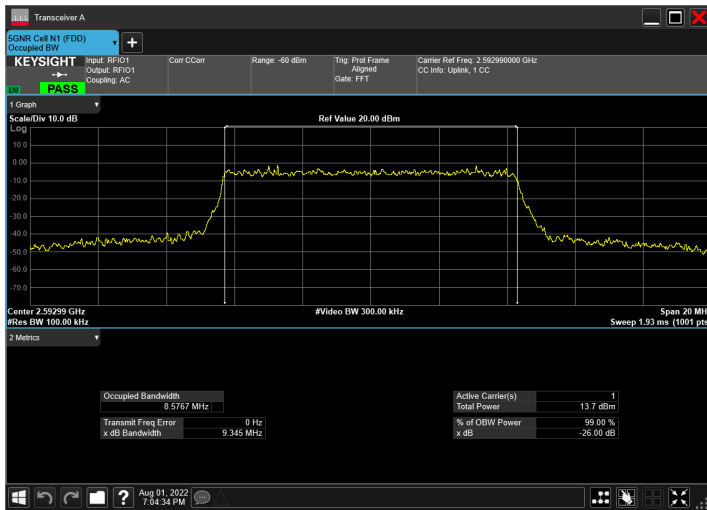 Transceiver A
5GNR Cell N1 (FDD)
Occupied BW
KEYSIGHT
LXI
PASS
Input: RFIO1
Output: RFIO1
Coupling: AC
Corr CCorr
Range: -60 dBm
Trig: Prot Frame
Aligned
Gate: FFT
Carrier Ref Freq: 2.592990000 GHz
CC Info: Uplink, 1 CC
1 Graph
Scale/Div 10.0 dB
Ref Value 20.00 dBm
Log
10.0
0.00
-10.0
-20.0
-30.0
-40.0
-50.0
-60.0
-70.0
Center 2.59299 GHz
#Video BW 300.00 kHz
Span 20 MH
#Res BW 100.00 kHz
Sweep 1.93 ms (1001 pts
2 Metrics
Occupied Bandwidth
8.5767 MHz
Transmit Freq Error 0 Hz
x dB Bandwidth 9.345 MHz
Active Carrier(s) 1
Total Power 13.7 dBm
% of OBW Power 99.00 %
x dB -26.00 dB
?
Aug 01, 2022
7:04:34 PM